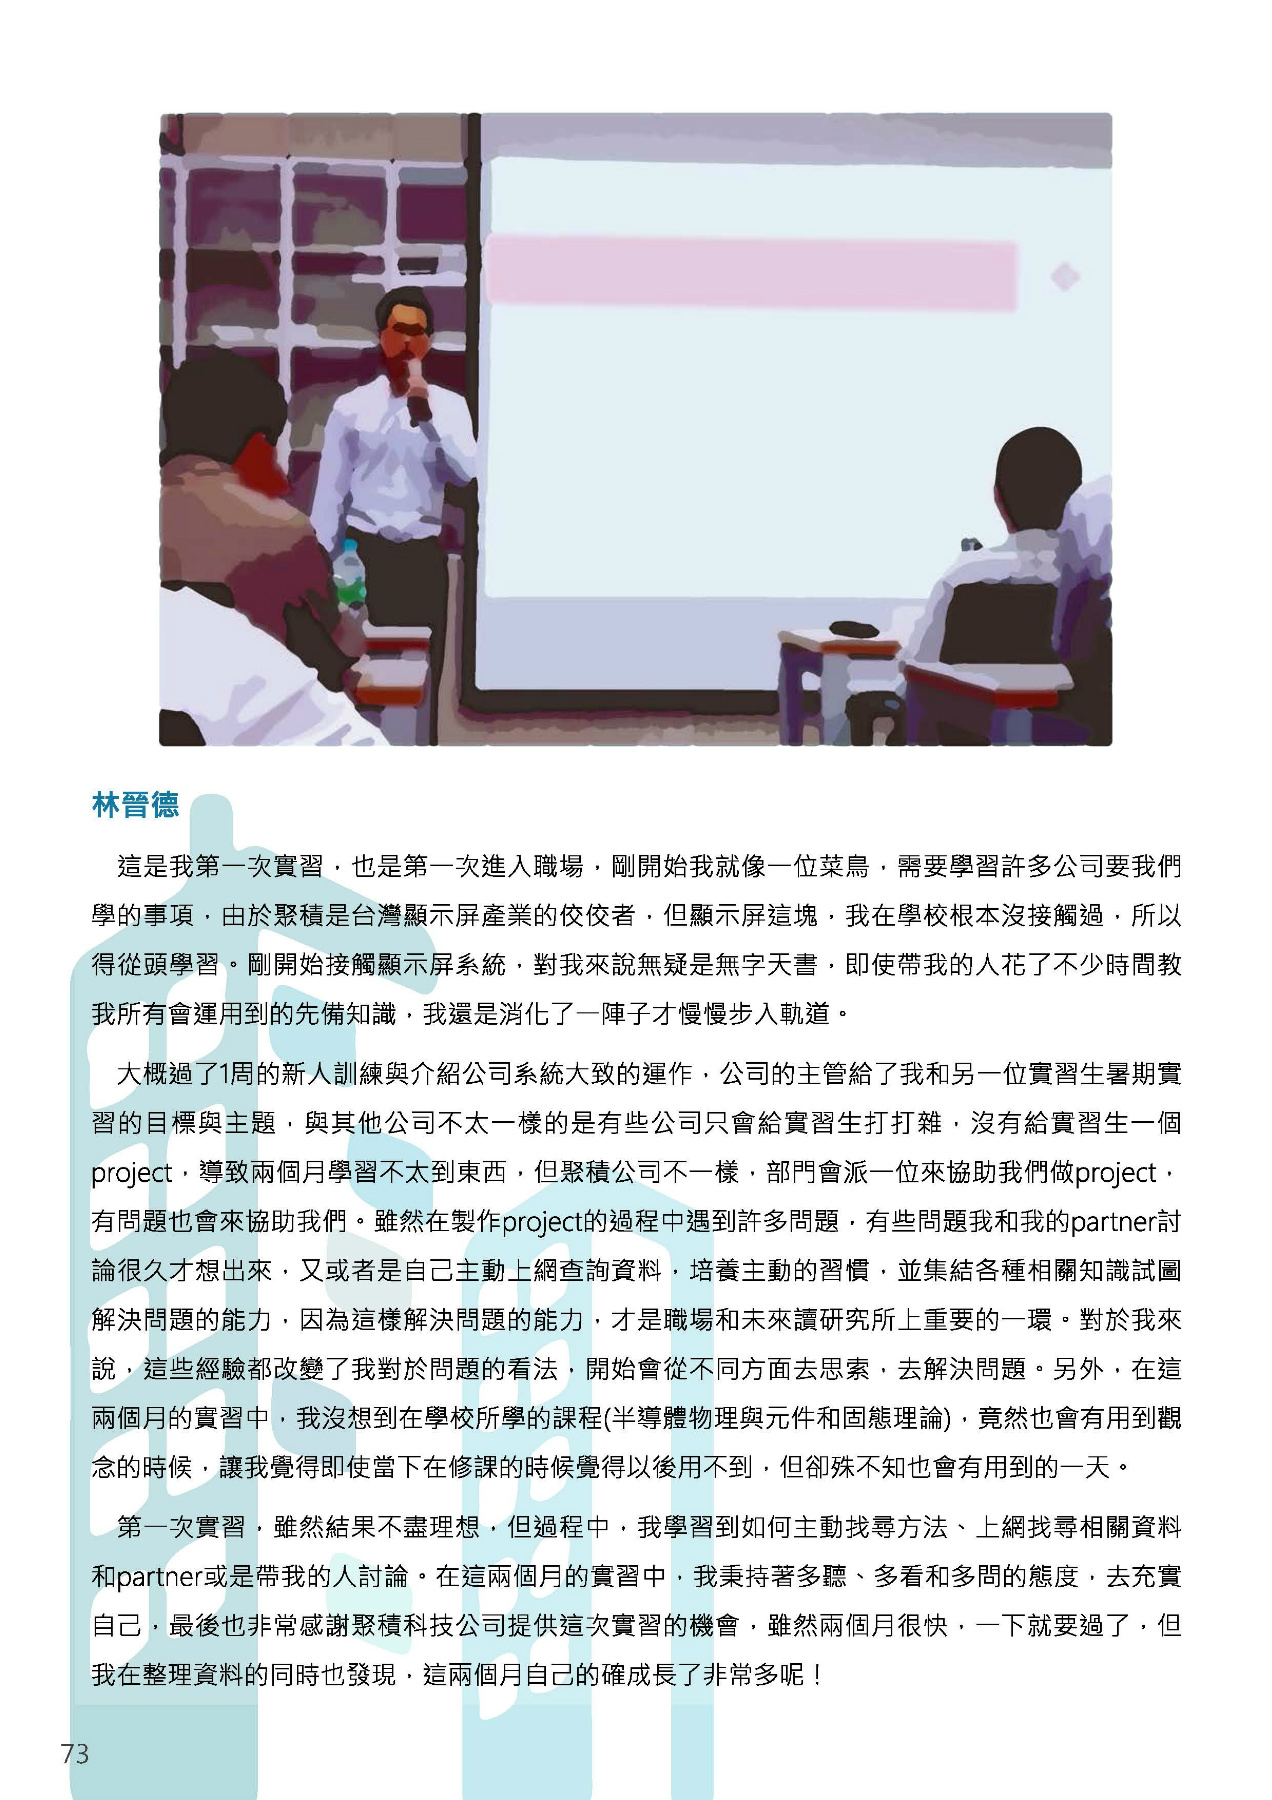 林晉德
這是我第一次實習，也是第一次進入職場，剛開始我就像一位菜鳥，需要學習許多公司要我們
學的事項，由於聚積是台灣顯示屏產業的佼佼者，但顯示屏這塊，我在學校根本沒接觸過，所以
得從頭學習。剛開始接觸顯示屏系統，對我來說無疑是無字天書，即使帶我的人花了不少時間教
我所有會運用到的先備知識，我還是消化了一陣子才慢慢步入軌道。
大概過了1周的新人訓練與介紹公司系統大致的運作，公司的主管給了我和另一位實習生暑期實
習的目標與主題，與其他公司不太一樣的是有些公司只會給實習生打打雜，沒有給實習生一個
project，導致兩個月學習不太到東西，但聚積公司不一樣，部門會派一位來協助我們做project，
有問題也會來協助我們。雖然在製作project的過程中遇到許多問題，有些問題我和我的partner討
論很久才想出來，又或者是自己主動上網查詢資料，培養主動的習慣，並集結各種相關知識試圖
解決問題的能力，因為這樣解決問題的能力，才是職場和未來讀研究所上重要的一環。對於我來
說，這些經驗都改變了我對於問題的看法，開始會從不同方面去思索，去解決問題。另外，在這
兩個月的實習中，我沒想到在學校所學的課程(半導體物理與元件和固態理論)，竟然也會有用到觀
念的時候，讓我覺得即使當下在修課的時候覺得以後用不到，但卻殊不知也會有用到的一天。
第一次實習，雖然結果不盡理想，但過程中，我學習到如何主動找尋方法、上網找尋相關資料
和partner或是帶我的人討論。在這兩個月的實習中，我秉持著多聽、多看和多問的態度，去充實
自己，最後也非常感謝聚積科技公司提供這次實習的機會，雖然兩個月很快，一下就要過了，但
我在整理資料的同時也發現，這兩個月自己的確成長了非常多呢！
73